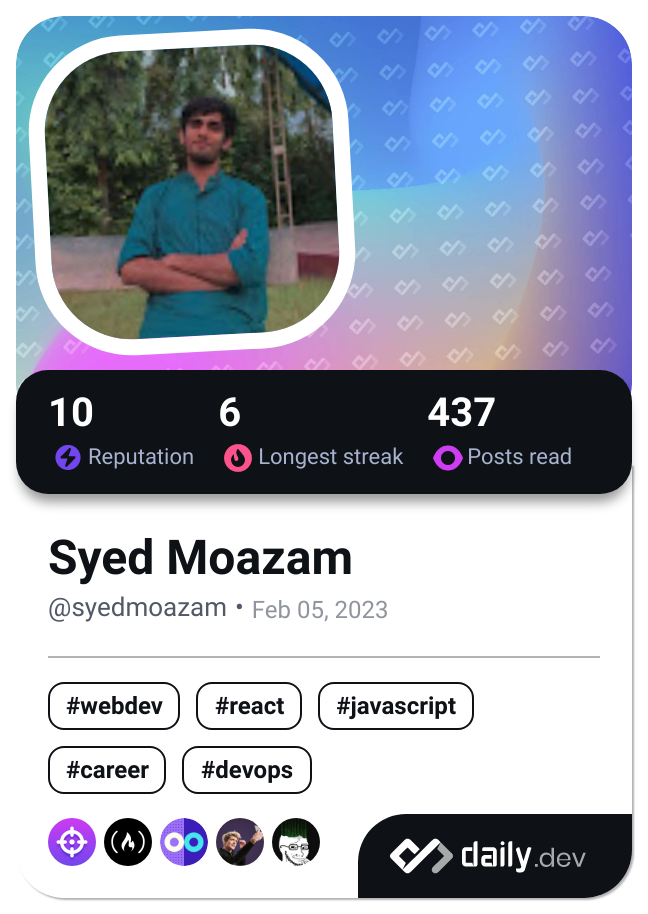 10 6 437
Reputation Longest streak Posts read
Syed Moazam
@syedmoazam • Feb 05, 2023
#webdev #react #javascript
#career #devops
daily.dev